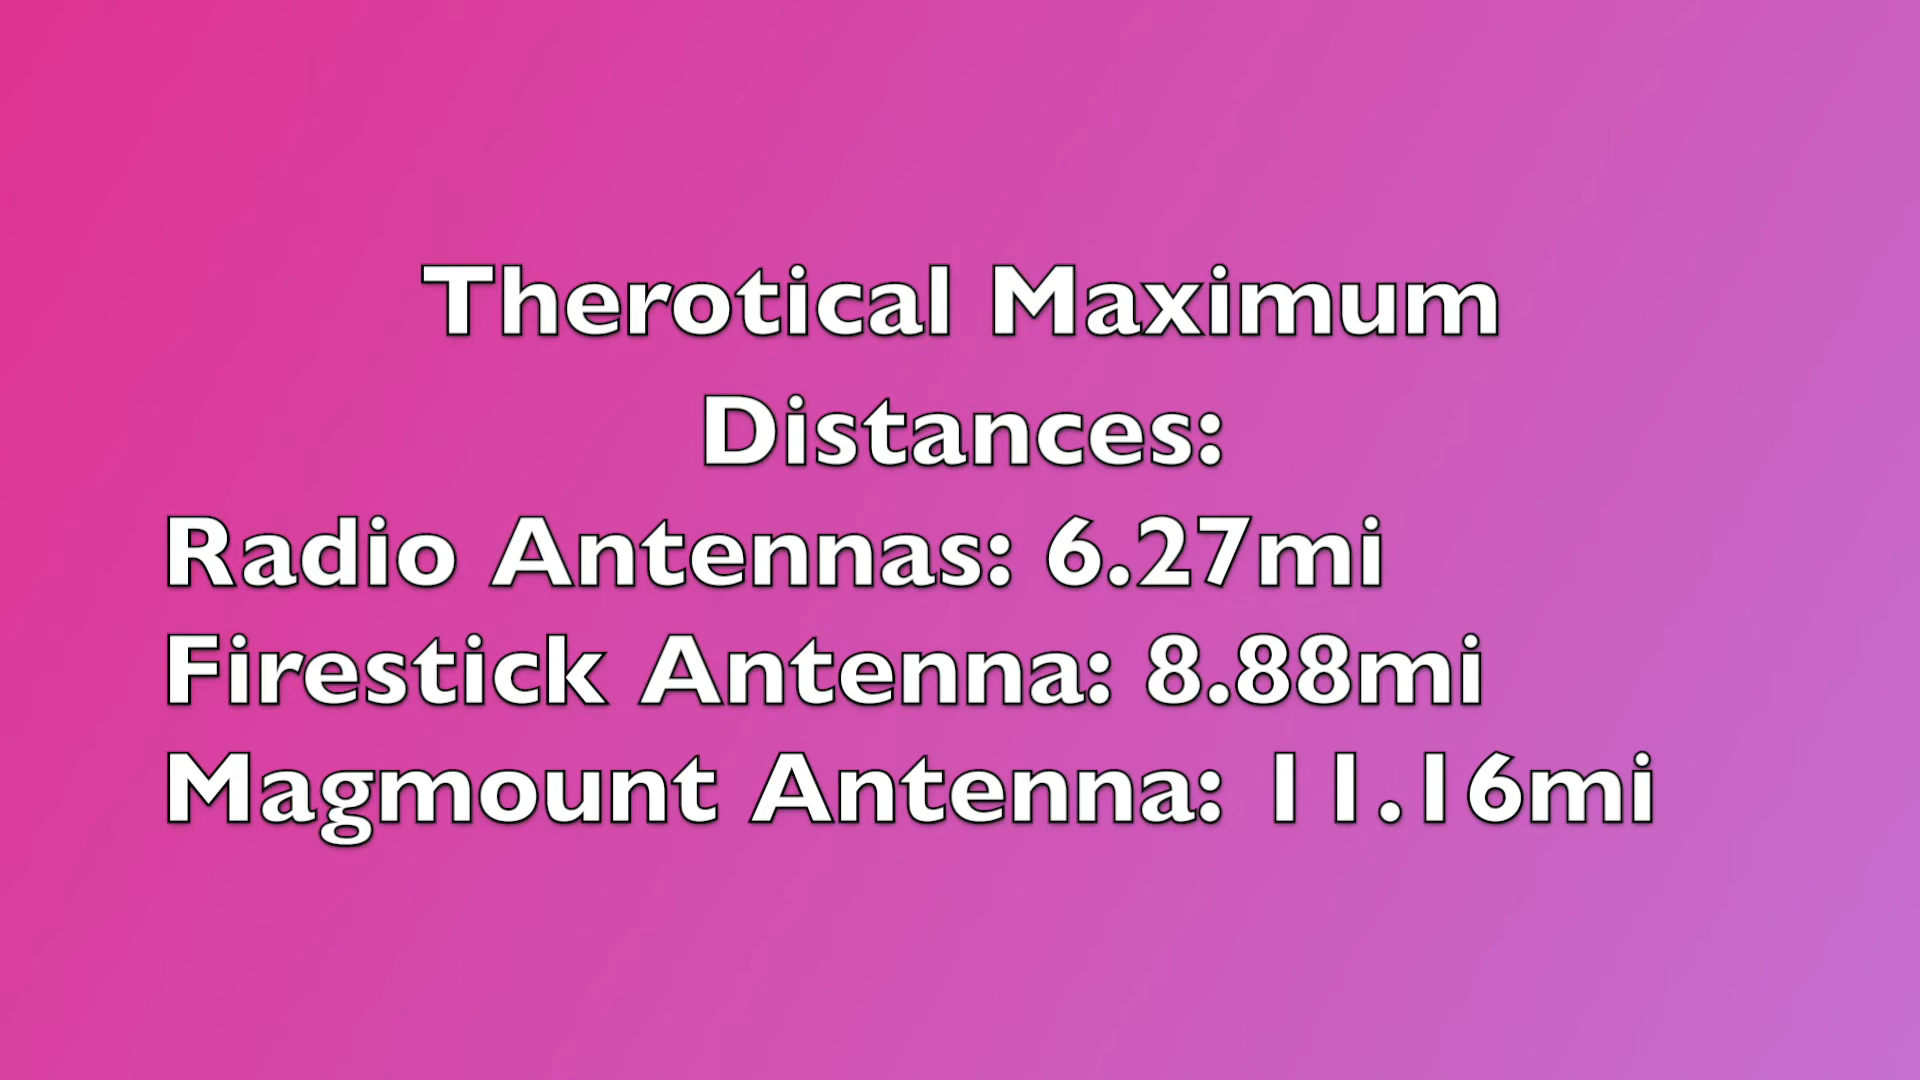 Therotical Maximum
Distances:
Radio Antennas: 6.27mi
Firestick Antenna: 8.88mi
Magmount Antenna: 11.16mi